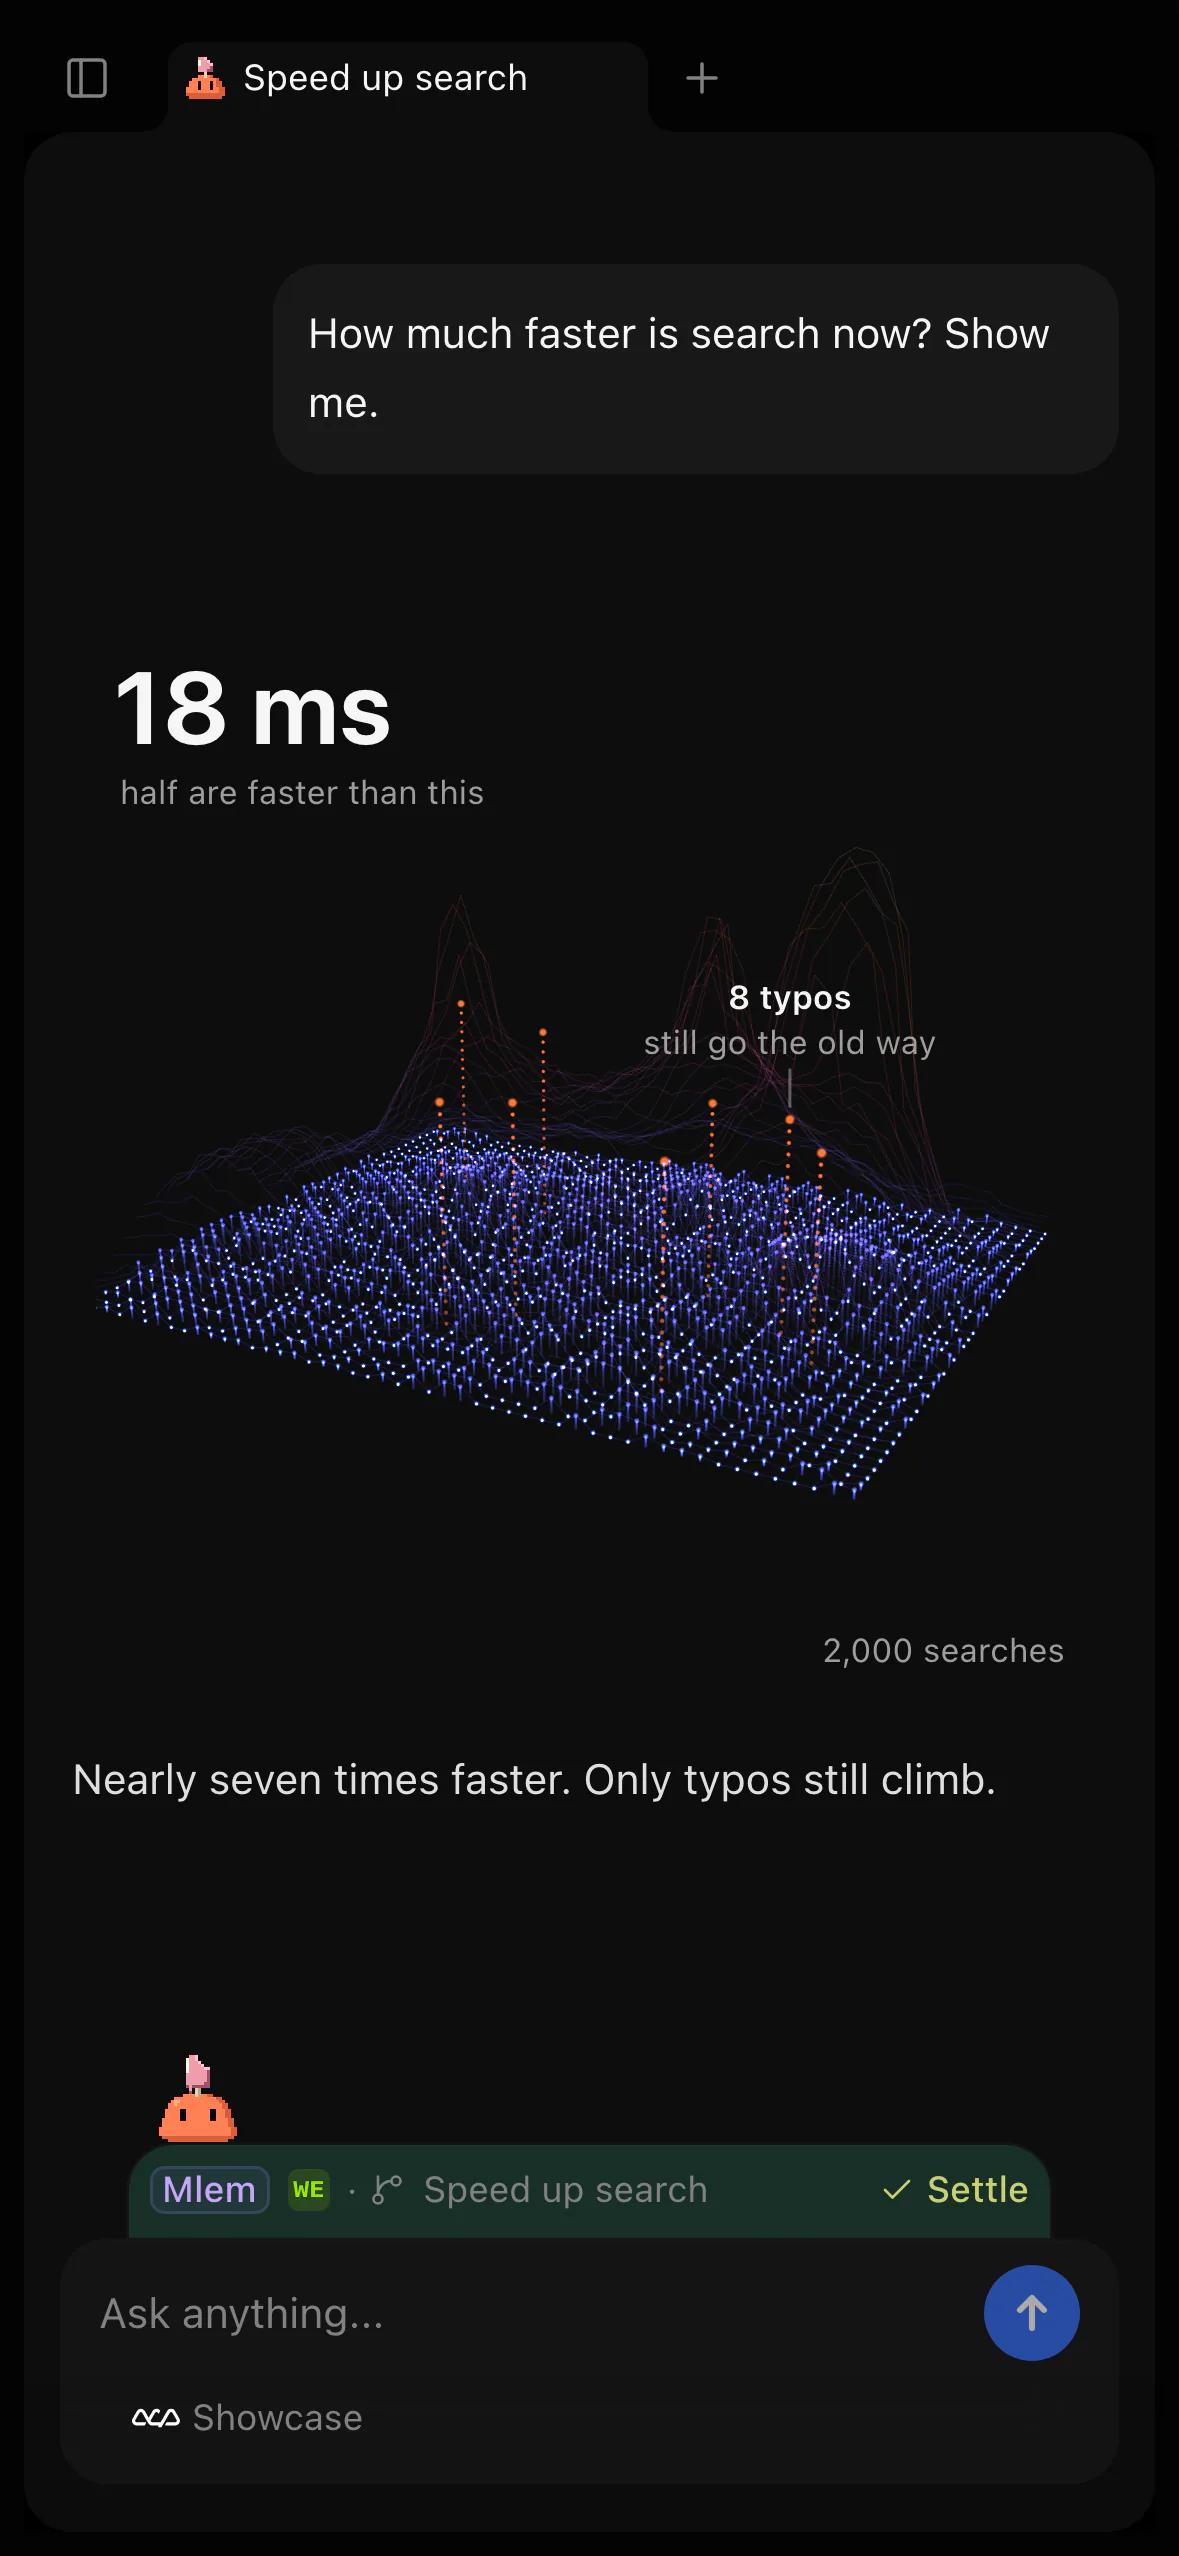 Speed up search
How much faster is search now? Show
me.
18 ms
half are faster than this
8 typos
still go the old way
2,000 searches
Nearly seven times faster. Only typos still climb.
Mlem WE · Speed up search ✓ Settle
Ask anything...
Showcase